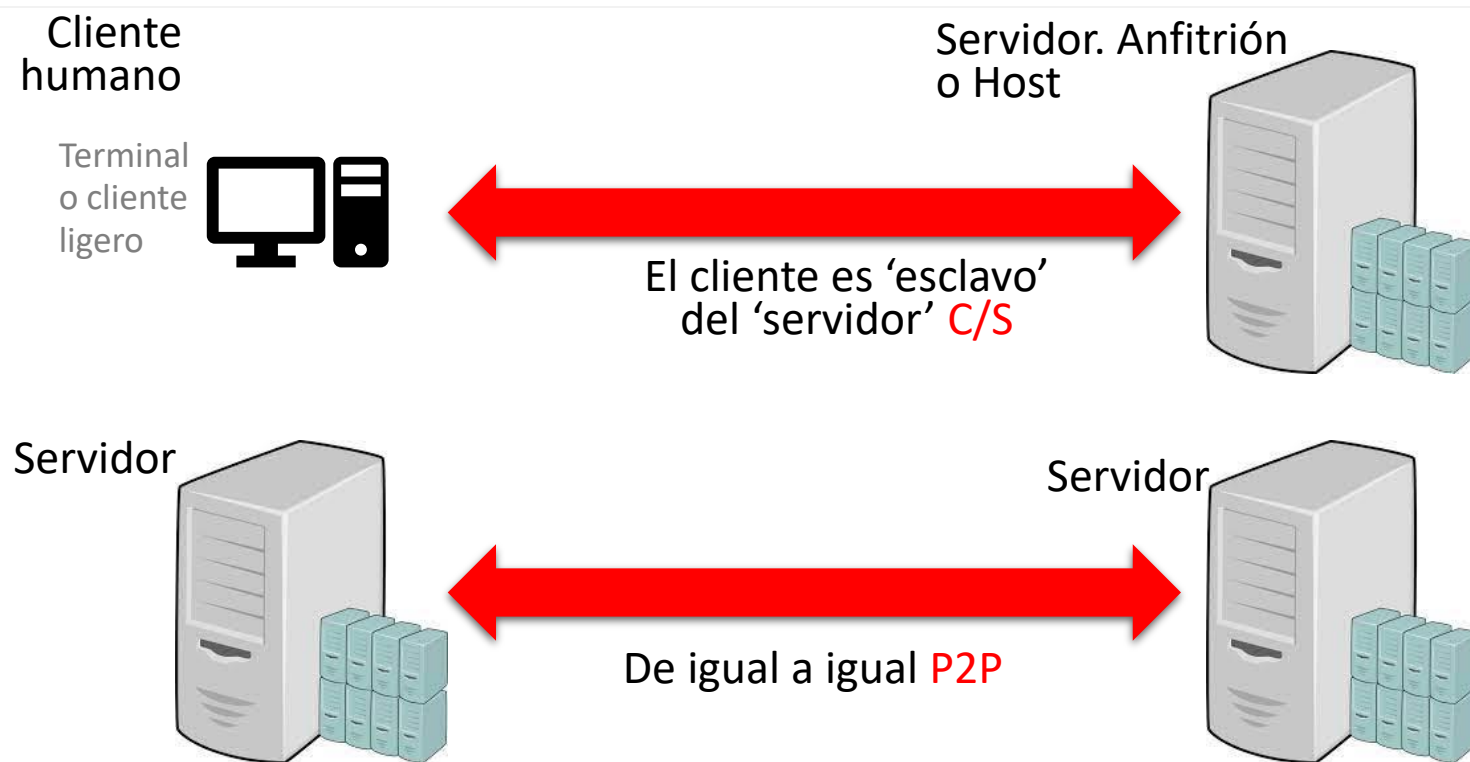 Cliente
humano
Servidor. Anfitrión
o Host
Terminal
o cliente
ligero
El cliente es ‘esclavo’
del ‘servidor’ C/S
Servidor
Servidor
De igual a igual P2P